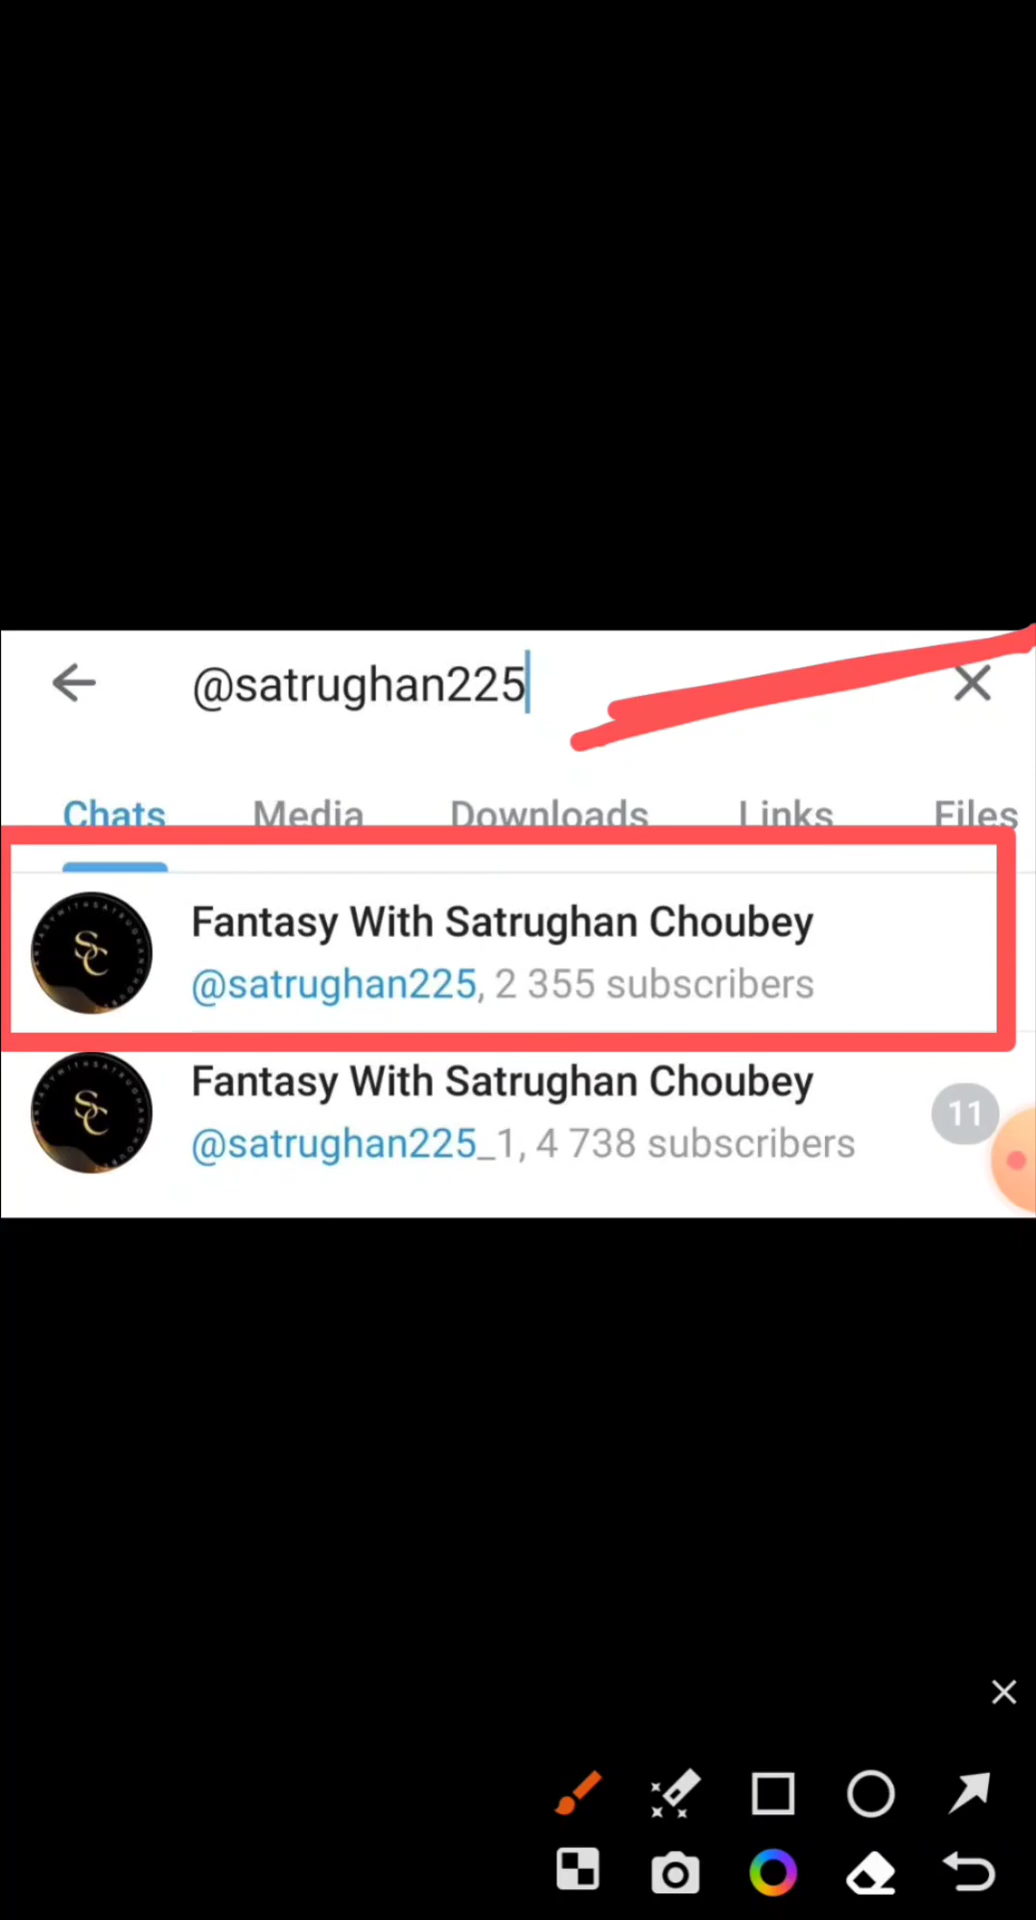 @satrughan225
Chats Media Downloads Links Files
Fantasy With Satrughan Choubey
@satrughan225, 2 355 subscribers
Fantasy With Satrughan Choubey
11
@satrughan225_1, 4 738 subscribers